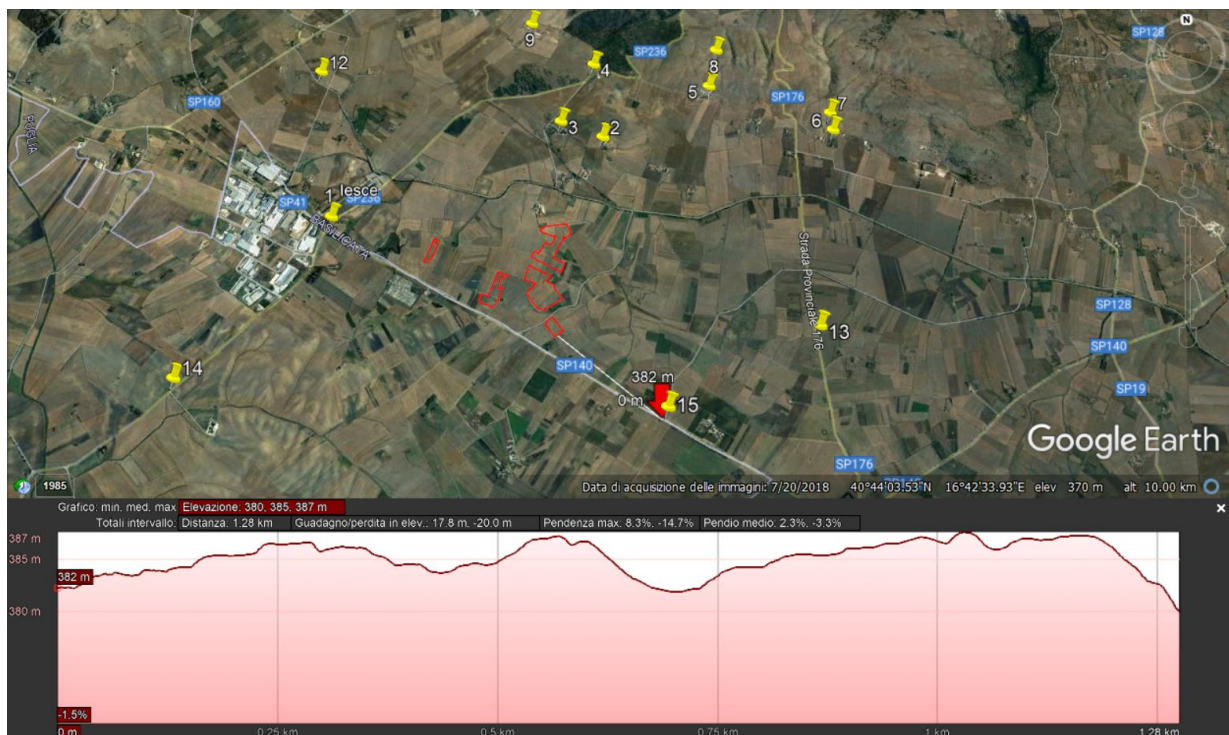 9
SP236
SP128
N
12
4
8
5
SP160
SP176
7
3
2
6
PUGLIA
1
Iesce
SP41
SP236
BASILICATA
Strada Provinciale 176
SP128
13
SP140
14
SP140
382 m
SP19
0 m
15
Google Earth
SP176
1985
Data di acquisizione delle immagini: 7/20/2018 40°44'03.53"N 16°42'33.93"E elev 370 m alt 10.00 km
Grafico: min. med. max Elevazione: 380, 385, 387 m
Totali intervallo: Distanza: 1.28 km Guadagno/perdita in elev.: 17.8 m, -20.0 m Pendenza max. 8.3%, -14.7% Pendio medio: 2.3%, -3.3%
387 m
385 m
382 m
380 m
-1.5%
0 m 0.25 km 0.5 km 0.75 km 1 km 1.28 km